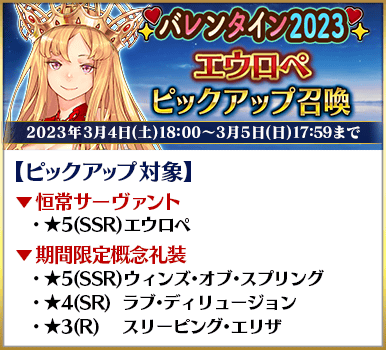 バレンタイン2023
エウロペ
ピックアップ召喚
2023年3月4日(土)18:00～3月5日(日)17:59まで
【ピックアップ対象】
▼恒常サーヴァント
・★5(SSR)エウロペ
▼期間限定概念礼装
・★5(SSR)ウィンズ・オブ・スプリング
・★4(SR) ラブ・ディリュージョン
・★3(R) スリーピング・エリザ